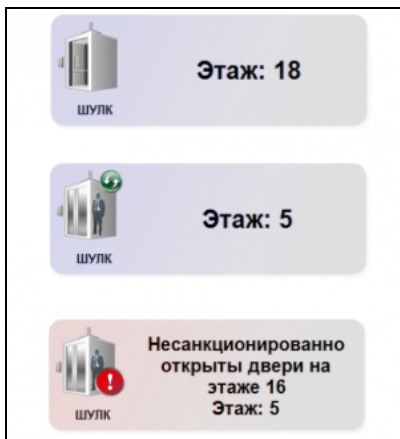 Этаж: 18
ШУЛК
Этаж: 5
ШУЛК
Несанкционированно
открыты двери на
этаже 16
Этаж: 5
ШУЛК